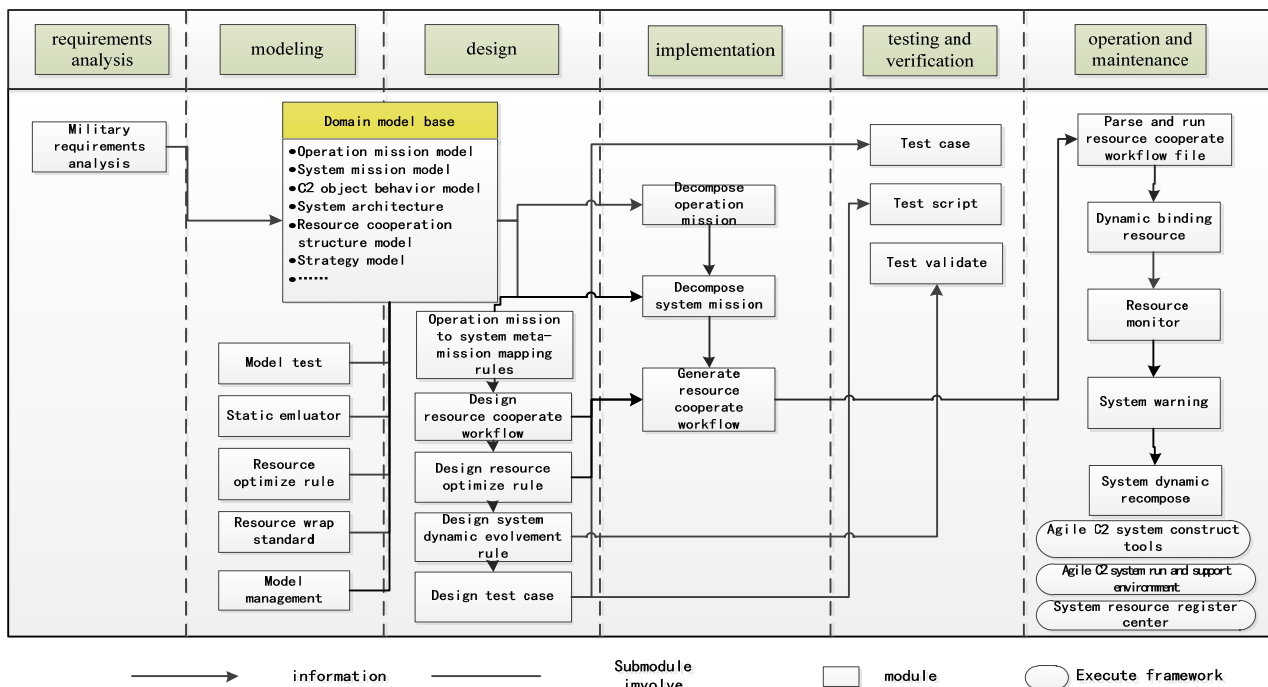 requirements
analysis
modeling
design
implementation
testing and
verification
operation and
maintenance
Military
requirements
analysis
Domain model base
●Operation mission model
●System mission model
●C2 object behavior model
●System architecture
●Resource cooperation
structure model
●Strategy model
●······
Model test
Static emluator
Resource
optimize rule
Resource wrap
standard
Model
management
Operation mission
to system meta-
mission mapping
rules
Design
resource cooperate
workflow
Design resource
optimize rule
Design system
dynamic evolvement
rule
Design test case
Decompose
operation
mission
Decompose
system mission
Generate
resource
cooperate
workflow
Test case
Test script
Test validate
Parse and run
resource cooperate
workflow file
Dynamic binding
resource
Resource
monitor
System warning
System dynamic
recompose
Agile C2 system construct
tools
Agile C2 system run and support
environment
System resource register
center
information
Submodule
imvolve
module
Execute framework